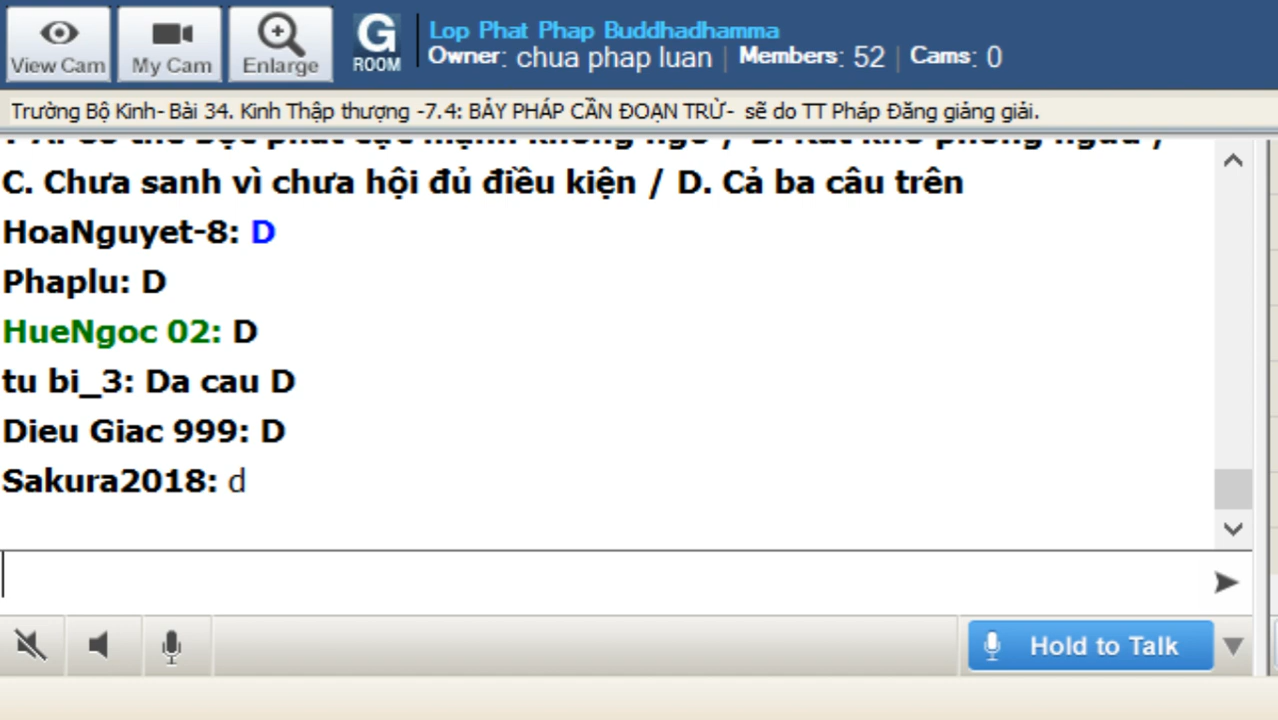 View Cam
My Cam
Enlarge
G
ROOM
Lop Phat Phap Buddhadhamma
Owner: chua phap luan | Members: 52 | Cams: 0
Trường Bộ Kinh- Bài 34. Kinh Thập thượng -7.4: BẢY PHÁP CẦN ĐOẠN TRỪ- sẽ do TT Pháp Đăng giảng giải.
C. Chưa sanh vì chưa hội đủ điều kiện / D. Cả ba câu trên
HoaNguyet-8: D
Phaplu: D
HueNgoc 02: D
tu bi_3: Da cau D
Dieu Giac 999: D
Sakura2018: d
Hold to Talk